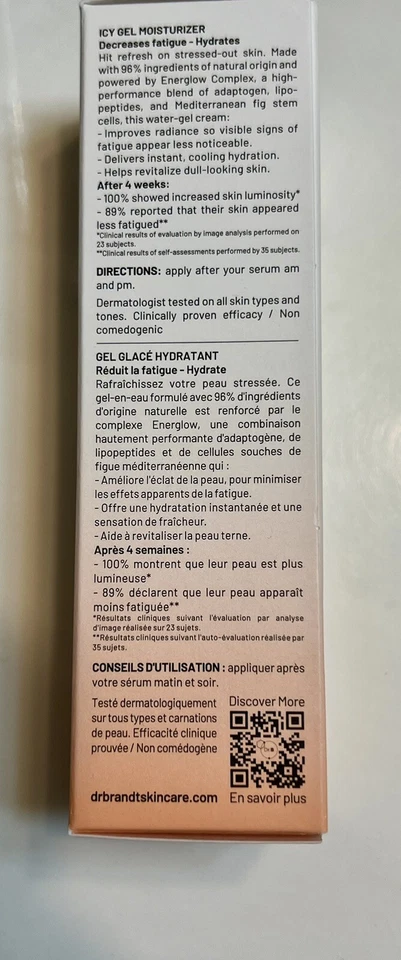 ICY GEL MOISTURIZER
Decreases fatigue - Hydrates
Hit refresh on stressed-out skin. Made
with 96% ingredients of natural origin and
powered by Energlow Complex, a high-
performance blend of adaptogen, lipo-
peptides, and Mediterranean fig stem
cells, this water-gel cream:
- Improves radiance so visible signs of
fatigue appear less noticeable.
- Delivers instant, cooling hydration.
- Helps revitalize dull-looking skin.
After 4 weeks:
- 100% showed increased skin luminosity*
- 89% reported that their skin appeared
less fatigued**
*Clinical results of evaluation by image analysis performed on
23 subjects.
**Clinical results of self-assessments performed by 35 subjects.
DIRECTIONS: apply after your serum am
and pm.
Dermatologist tested on all skin types and
tones. Clinically proven efficacy / Non
comedogenic
GEL GLACÉ HYDRATANT
Réduit la fatigue - Hydrate
Rafraîchissez votre peau stressée. Ce
gel-en-eau formulé avec 96% d'ingrédients
d'origine naturelle est renforcé par le
complexe Energlow, une combinaison
hautement performante d'adaptogène, de
lipopeptides et de cellules souches de
figue méditerranéenne qui :
- Améliore l'éclat de la peau, pour minimiser
les effets apparents de la fatigue.
- Offre une hydratation instantanée et une
sensation de fraîcheur.
- Aide à revitaliser la peau terne.
Après 4 semaines :
- 100% montrent que leur peau est plus
lumineuse*
- 89% déclarent que leur peau apparaît
moins fatiguée**
*Résultats cliniques suivant l'évaluation par analyse
d'image réalisée sur 23 sujets.
**Résultats cliniques suivant l'auto-évaluation réalisée par
35 sujets.
CONSEILS D'UTILISATION : appliquer après
votre sérum matin et soir.
Testé dermatologiquement
sur tous types et carnations
de peau. Efficacité clinique
prouvée / Non comédogène
drbrandtskincare.com
Discover More
En savoir plus